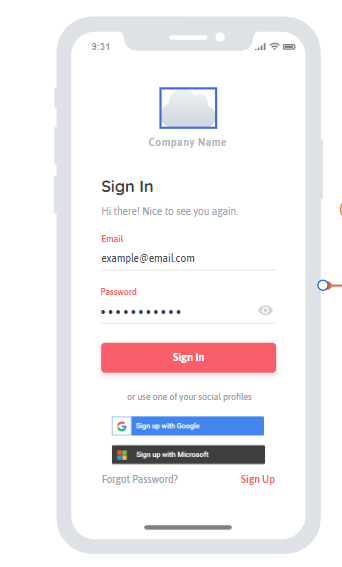 9:31
Company Name
Sign In
Hi there! Nice to see you again.
Email
example@email.com
Password
•••••••••••
Sign In
or use one of your social profiles
Sign up with Google
Sign up with Microsoft
Forgot Password? Sign Up